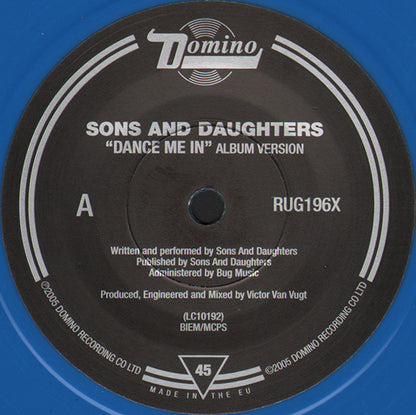 Domino
SONS AND DAUGHTERS
"DANCE ME IN" ALBUM VERSION
A
RUG196X
Written and performed by Sons And Daughters
Published by Sons And Daughters
Administered by Bug Music
Produced, Engineered and Mixed by Victor Van Vugt
(LC10192)
BIEM/MCPS
℗2005 DOMINO RECORDING CO LTD
©2005 DOMINO RECORDING CO LTD
45
MADE IN THE EU